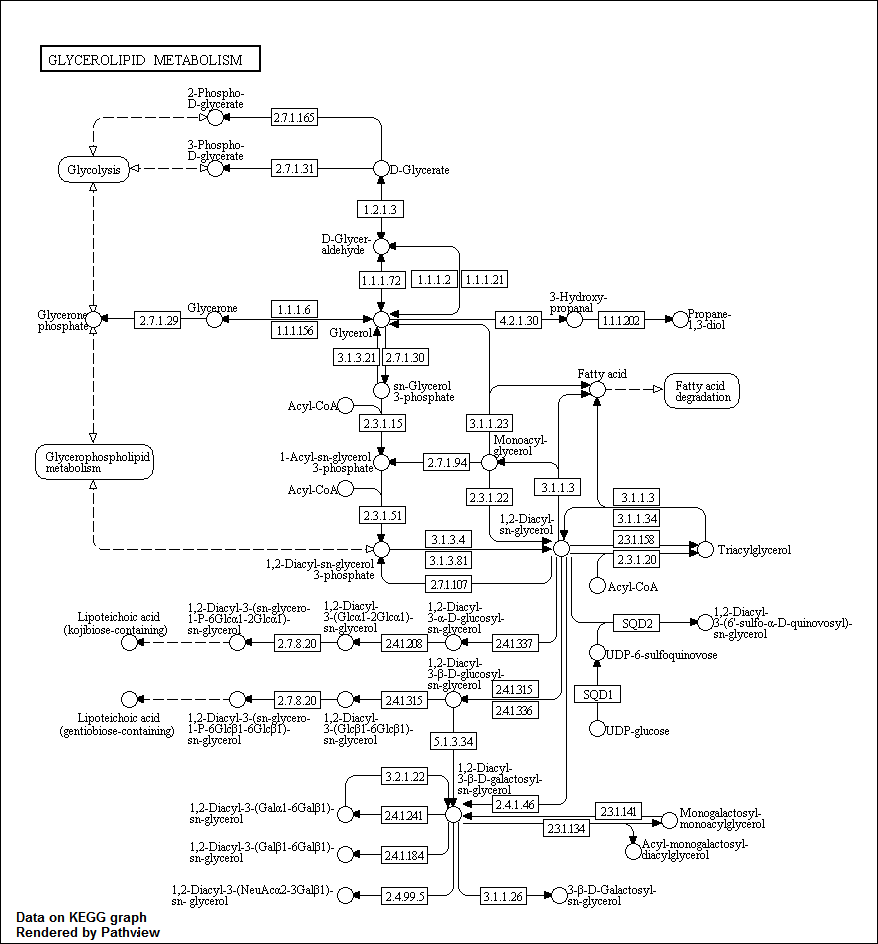 GLYCEROLIPID METABOLISM
2-Phospho-
D-glycerate
2.7.1.165
3-Phospho-
D-glycerate
Glycolysis
2.7.1.31
D-Glycerate
1.2.1.3
D-Glycer-
aldehyde
1.1.1.72
1.1.1.2
1.1.1.21
3-Hydroxy-
propanal
Glycerone
phosphate
2.7.1.29
Glycerone
1.1.1.6
1.1.1.156
Glycerol
4.2.1.30
1.1.1.202
Propane-
1,3-diol
3.1.3.21
2.7.1.30
Fatty acid
Fatty acid
degradation
sn-Glycerol
3-phosphate
Acyl-CoA
2.3.1.15
3.1.1.23
Monoacyl-
glycerol
Glycerophospholipid
metabolism
1-Acyl-sn-glycerol
3-phosphate
2.7.1.94
Acyl-CoA
2.3.1.22
3.1.1.3
3.1.1.3
2.3.1.51
1,2-Diacyl-
sn-glycerol
3.1.1.34
3.1.3.4
2.3.1.158
Triacylglycerol
3.1.3.81
2.3.1.20
1,2-Diacyl-sn-glycerol
3-phosphate
2.7.1.107
Acyl-CoA
Lipoteichoic acid
(kojibiose-containing)
1,2-Diacyl-3-(sn-glycero-
1-P-6Glcα1-2Glcα1)-
sn-glycerol
2.7.8.20
1,2-Diacyl-
3-(Glcα1-2Glcα1)-
sn-glycerol
2.4.1.208
1,2-Diacyl-
3-α-D-glucosyl-
sn-glycerol
2.4.1.337
SQD2
1,2-Diacyl-
3-(6'-sulfo-α-D-quinovosyl)-
sn-glycerol
UDP-6-sulfoquinovose
1,2-Diacyl-
3-β-D-glucosyl-
sn-glycerol
2.4.1.315
2.4.1.336
SQD1
UDP-glucose
Lipoteichoic acid
(gentiobiose-containing)
2.7.8.20
1,2-Diacyl-3-(sn-glycero-
1-P-6Glcβ1-6Glcβ1)-
sn-glycerol
2.4.1.315
1,2-Diacyl-
3-(Glcβ1-6Glcβ1)-
sn-glycerol
5.1.3.34
1,2-Diacyl-
3-β-D-galactosyl-
sn-glycerol
3.2.1.22
2.4.1.46
1,2-Diacyl-3-(Galα1-6Galβ1)-
sn-glycerol
2.4.1.241
2.3.1.141
2.3.1.134
Monogalactosyl-
monoacylglycerol
1,2-Diacyl-3-(Galβ1-6Galβ1)-
sn-glycerol
2.4.1.184
Acyl-monogalactosyl-
diacylglycerol
1,2-Diacyl-3-(NeuAcα2-3Galβ1)-
sn- glycerol
2.4.99.5
3.1.1.26
3-β-D-Galactosyl-
sn-glycerol
Data on KEGG graph
Rendered by Pathview